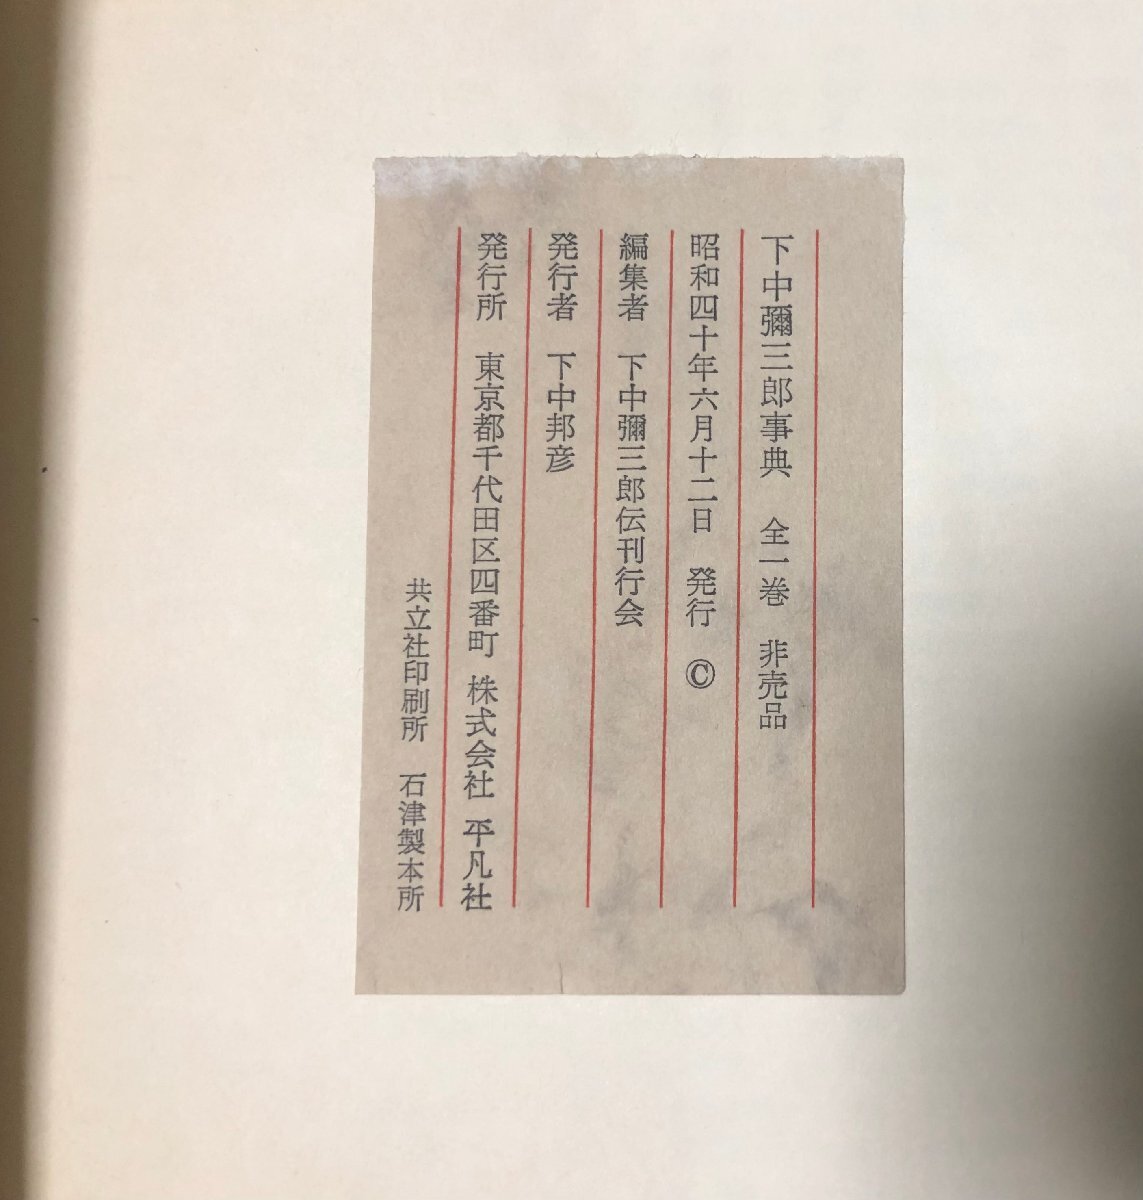 下中彌三郎事典　全一巻　非売品
昭和四十年六月十二日　発行　©
編集者　下中彌三郎伝刊行会
発行者　下中邦彦
発行所　東京都千代田区四番町　株式会社　平凡社
共立社印刷所　石津製本所